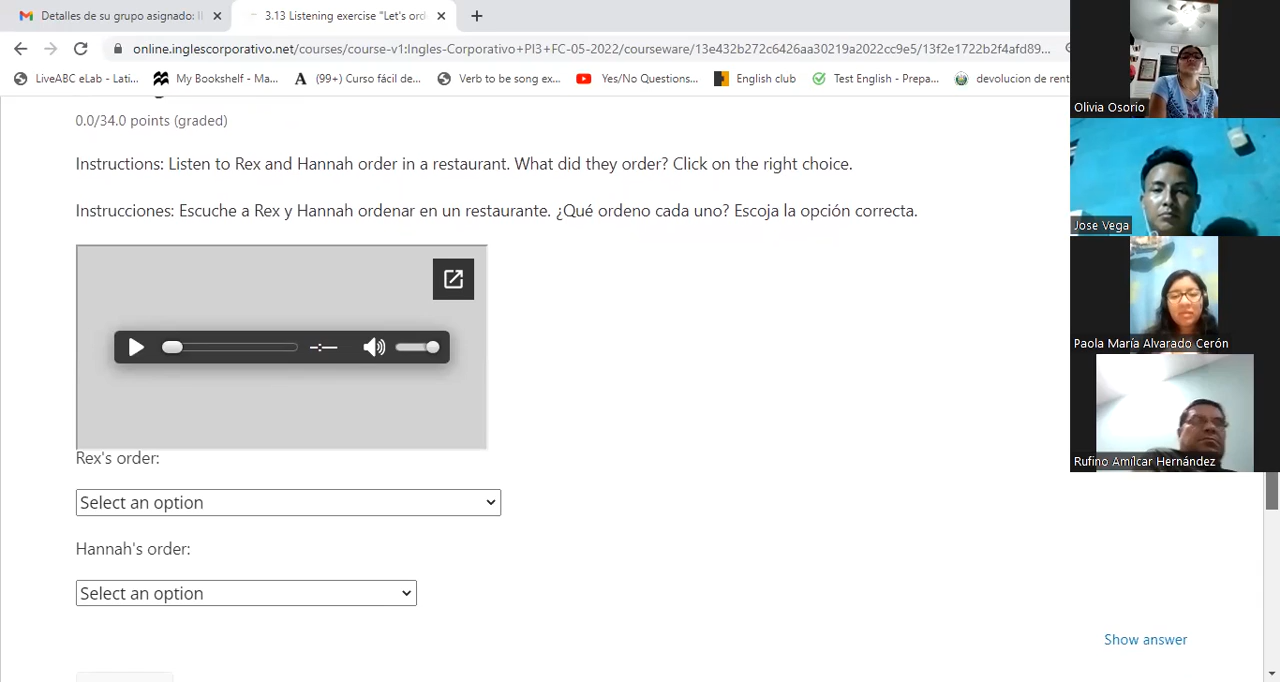 Detalles de su grupo asignado: I
3.13 Listening exercise "Let's ord
online.inglescorporativo.net/courses/course-v1:Ingles-Corporativo+PI3+FC-05-2022/courseware/13e432b272c6426aa30219a2022cc9e5/13f2e1722b2f4afd89...
LiveABC eLab - Lati...
My Bookshelf - Ma...
(99+) Curso fácil de...
Verb to be song ex...
Yes/No Questions...
English club
Test English - Prepa...
devolucion de rent
0.0/34.0 points (graded)
Instructions: Listen to Rex and Hannah order in a restaurant. What did they order? Click on the right choice.
Instrucciones: Escuche a Rex y Hannah ordenar en un restaurante. ¿Qué ordeno cada uno? Escoja la opción correcta.
-:-
Rex's order:
Select an option
Hannah's order:
Select an option
Show answer
Olivia Osorio
Jose Vega
Paola María Alvarado Cerón
Rufino Amílcar Hernández